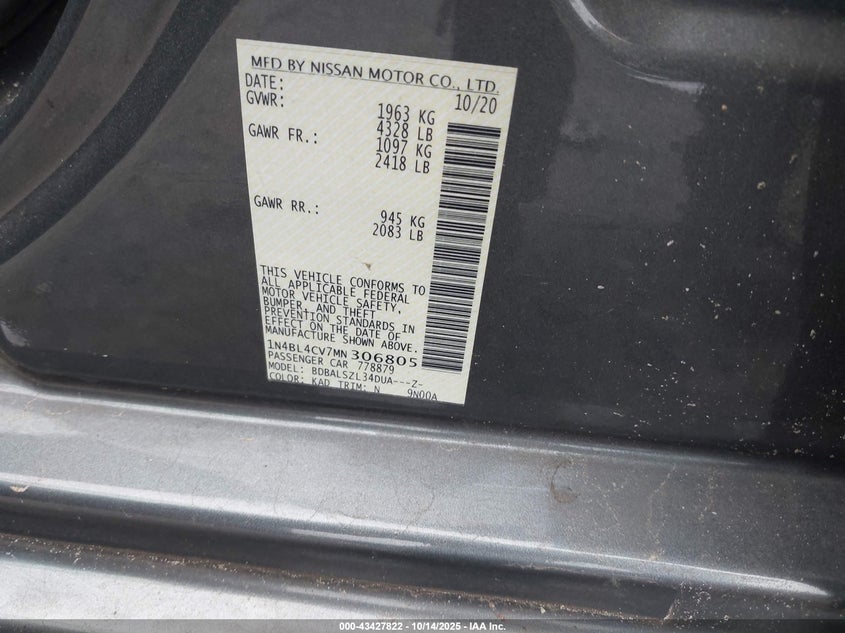 MFD BY NISSAN MOTOR CO., LTD.
DATE: 10/20
GVWR: 1963 KG
4328 LB
GAWR FR.: 1097 KG
2418 LB
GAWR RR.: 945 KG
2083 LB
THIS VEHICLE CONFORMS TO
ALL APPLICABLE FEDERAL
MOTOR VEHICLE SAFETY,
BUMPER, AND THEFT
PREVENTION STANDARDS IN
EFFECT ON THE DATE OF
MANUFACTURE SHOWN ABOVE.
1N4BL4CV7MN306805
PASSENGER CAR 778879
MODEL: BDBALSZL34DUA---Z-
COLOR: KAD TRIM: N 9N00A
000-43427822 - 10/14/2025 - IAA Inc.